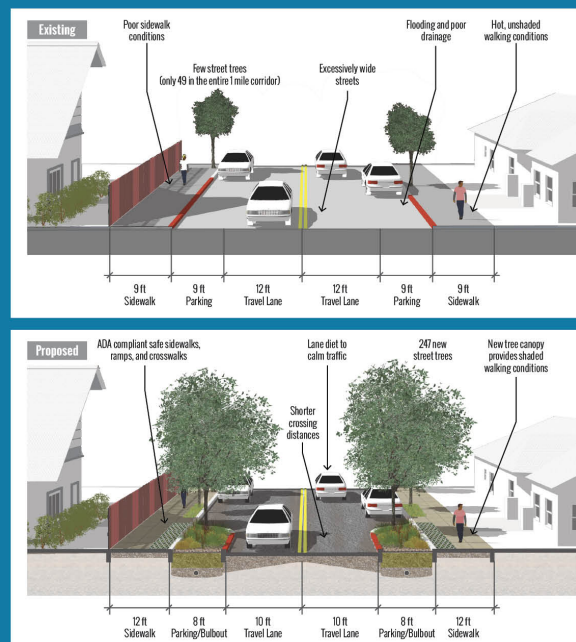 Existing
Poor sidewalk
conditions
Few street trees
(only 49 in the entire 1 mile corridor)
Excessively wide
streets
Flooding and poor
drainage
Hot, unshaded
walking conditions
9 ft
Sidewalk
9 ft
Parking
12 ft
Travel Lane
12 ft
Travel Lane
9 ft
Parking
9 ft
Sidewalk
Proposed
ADA compliant safe sidewalks,
ramps, and crosswalks
Lane diet to
calm traffic
Shorter
crossing
distances
247 new
street trees
New tree canopy
provides shaded
walking conditions
12 ft
Sidewalk
8 ft
Parking/Bulbout
10 ft
Travel Lane
10 ft
Travel Lane
8 ft
Parking/Bulbout
12 ft
Sidewalk